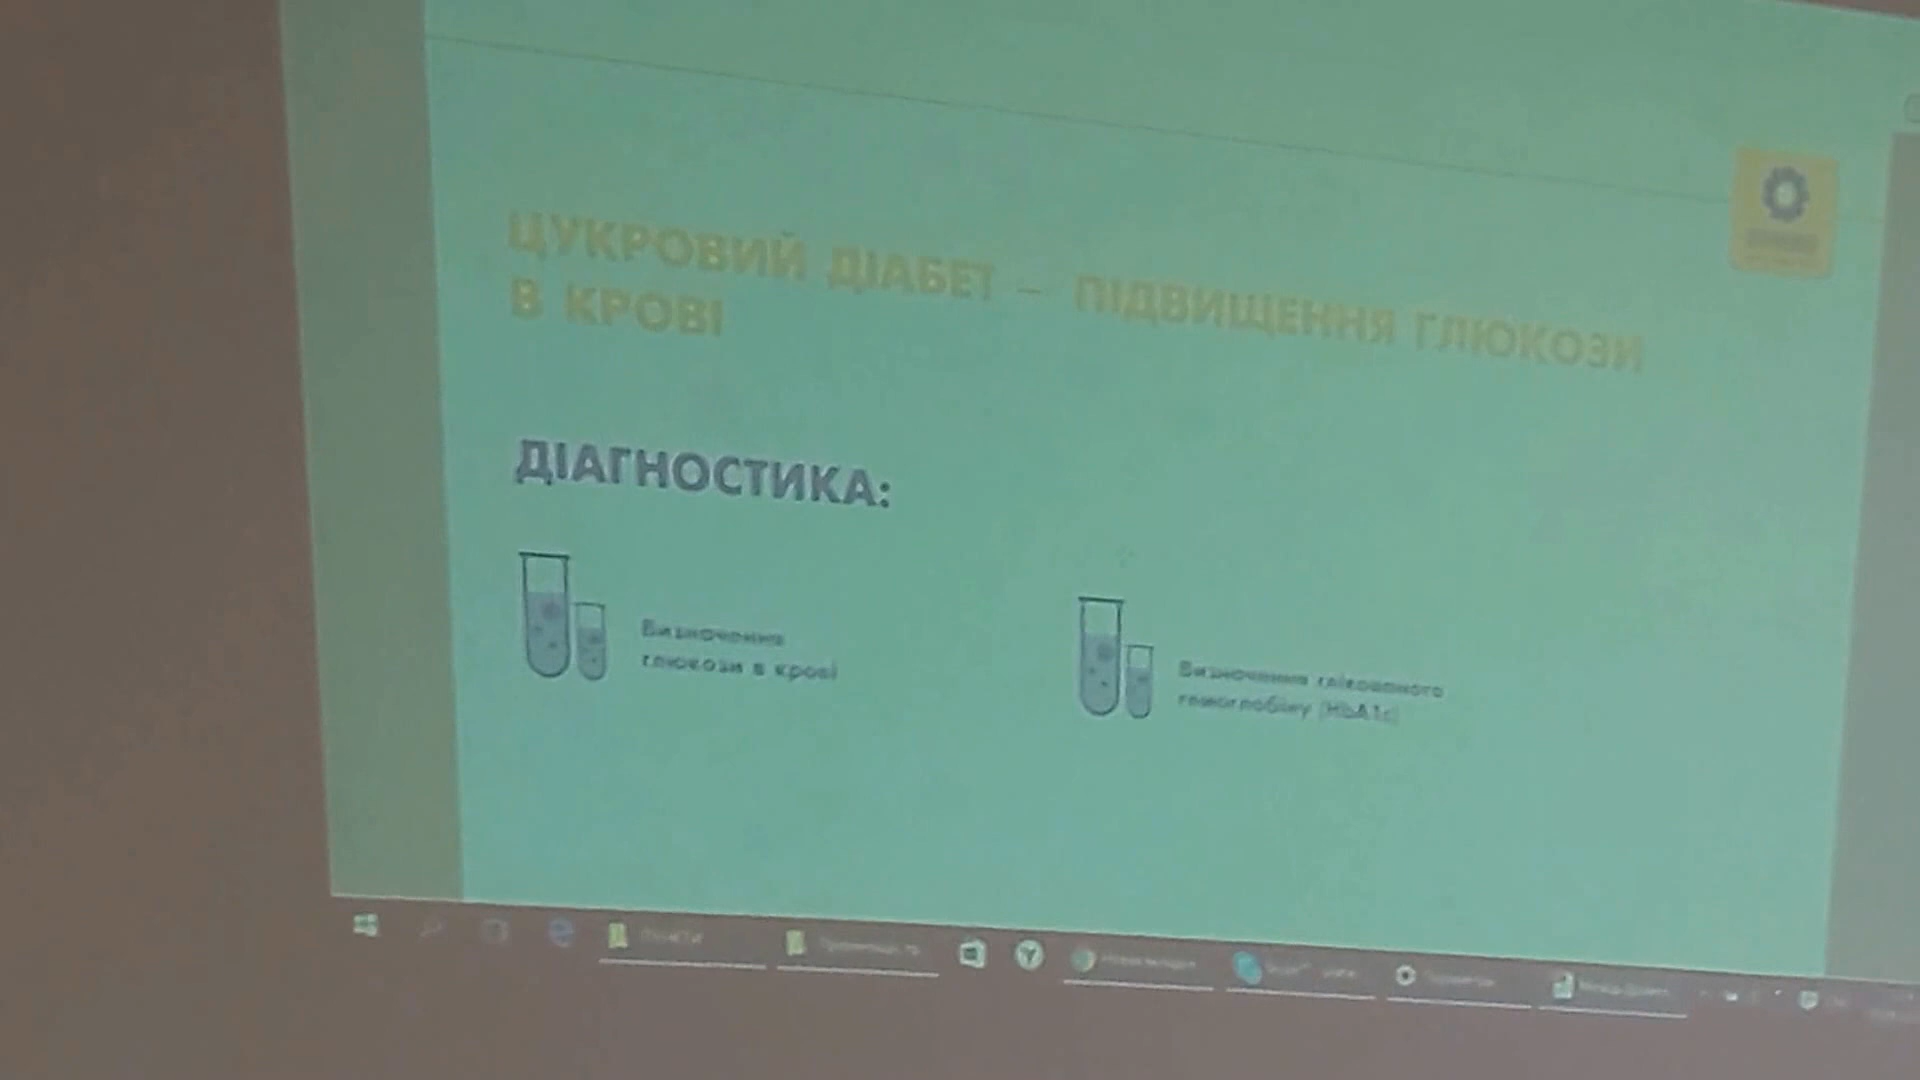 ЦУКРОВИЙ ДІАБЕТ – ПІДВИЩЕННЯ ГЛЮКОЗИ
В КРОВІ
ДІАГНОСТИКА:
Визначення
глюкози в крові
Визначення глікованого
гемоглобіну (HbA1c)